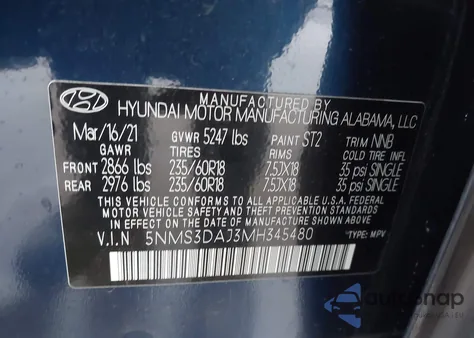 MANUFACTURED BY
HYUNDAI MOTOR MANUFACTURING ALABAMA, LLC
Mar/16/21 GVWR 5247 lbs PAINT ST2 TRIM NNB
GAWR TIRES RIMS COLD TIRE INFL
FRONT 2866 lbs 235/60R18 7.5JX18 35 psi SINGLE
REAR 2976 lbs 235/60R18 7.5JX18 35 psi SINGLE
THIS VEHICLE CONFORMS TO ALL APPLICABLE U.S.A. FEDERAL
MOTOR VEHICLE SAFETY AND THEFT PREVENTION STANDARDS
IN EFFECT ON THE DATE OF MANUFACTURE SHOWN ABOVE.
V.I.N 5NMS3DAJ3MH345480 TYPE: MPV